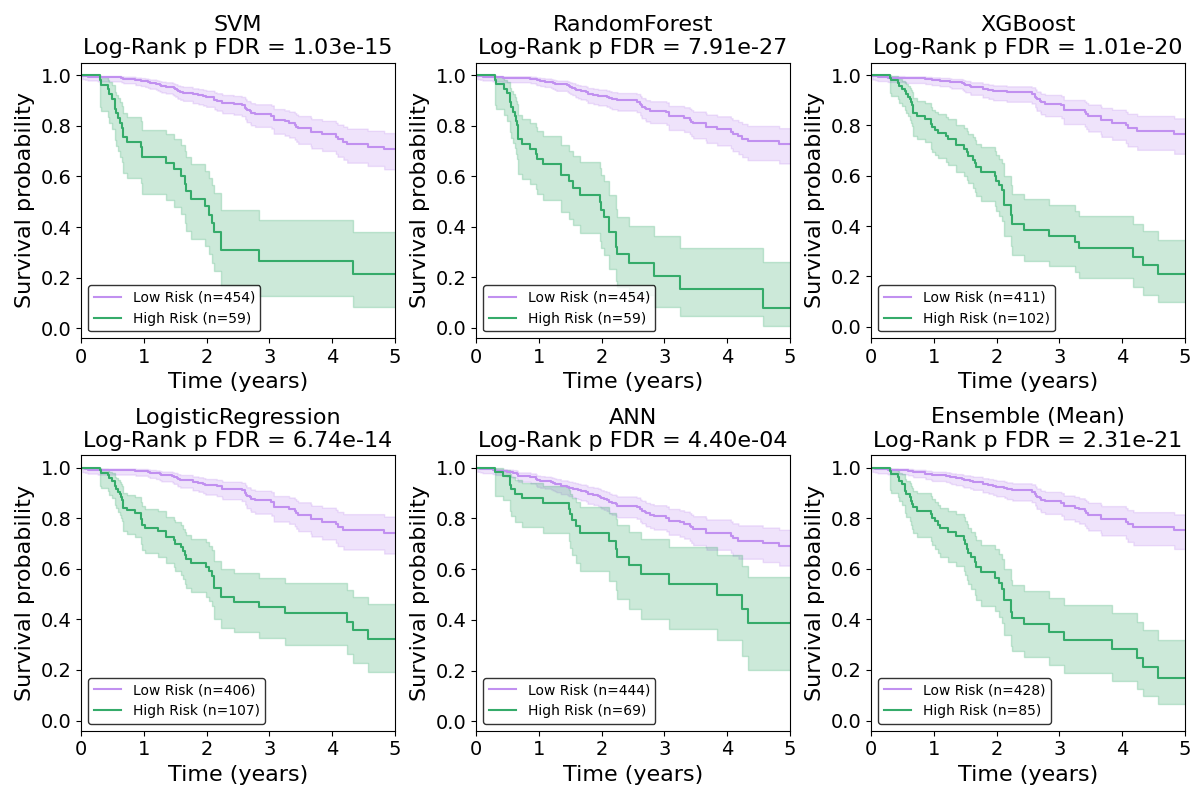 SVM
Log-Rank p FDR = 1.03e-15
Survival probability
1.0
0.8
0.6
0.4
0.2
0.0
Low Risk (n=454)
High Risk (n=59)
0 1 2 3 4 5
Time (years)
RandomForest
Log-Rank p FDR = 7.91e-27
Survival probability
1.0
0.8
0.6
0.4
0.2
0.0
Low Risk (n=454)
High Risk (n=59)
0 1 2 3 4 5
Time (years)
XGBoost
Log-Rank p FDR = 1.01e-20
Survival probability
1.0
0.8
0.6
0.4
0.2
0.0
Low Risk (n=411)
High Risk (n=102)
0 1 2 3 4 5
Time (years)
LogisticRegression
Log-Rank p FDR = 6.74e-14
Survival probability
1.0
0.8
0.6
0.4
0.2
0.0
Low Risk (n=406)
High Risk (n=107)
0 1 2 3 4 5
Time (years)
ANN
Log-Rank p FDR = 4.40e-04
Survival probability
1.0
0.8
0.6
0.4
0.2
0.0
Low Risk (n=444)
High Risk (n=69)
0 1 2 3 4 5
Time (years)
Ensemble (Mean)
Log-Rank p FDR = 2.31e-21
Survival probability
1.0
0.8
0.6
0.4
0.2
0.0
Low Risk (n=428)
High Risk (n=85)
0 1 2 3 4 5
Time (years)